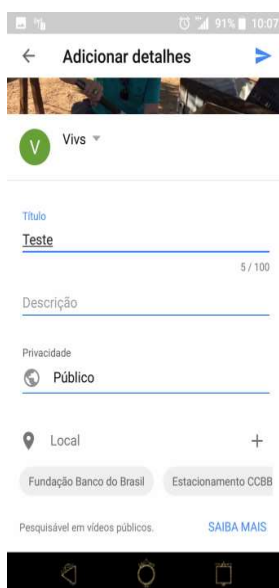 91% 10:07
Adicionar detalhes
V
Vivs
Título
Teste
5 / 100
Descrição
Privacidade
Público
Local
Fundação Banco do Brasil Estacionamento CCBB
Pesquisável em vídeos públicos. SAIBA MAIS